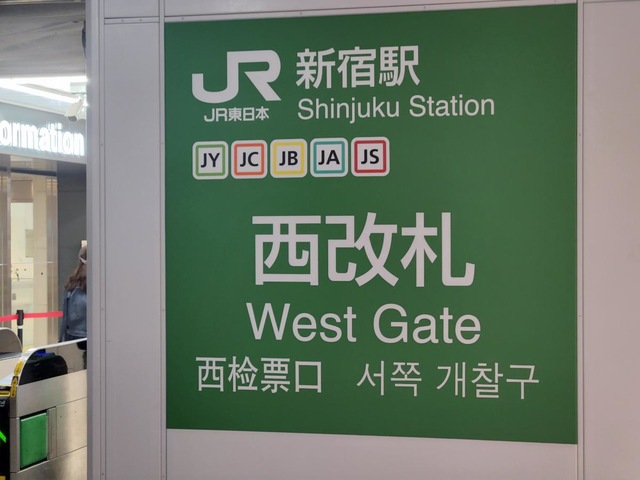 ormation
JR 新宿駅
JR東日本 Shinjuku Station
JY JC JB JA JS
西改札
West Gate
西检票口 서쪽 개찰구